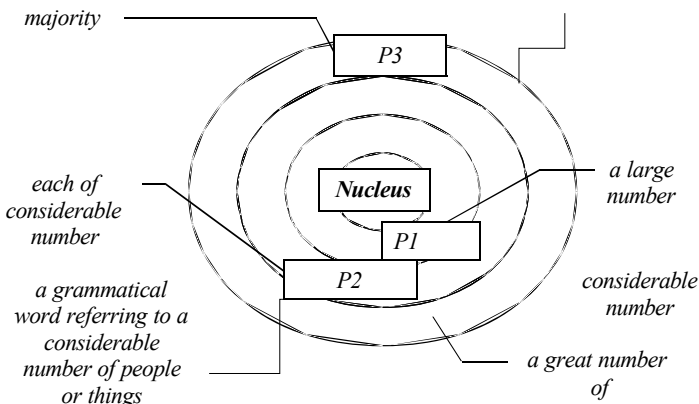 majority
P3
each of
considerable
number
Nucleus
a large
number
P1
P2
a grammatical
word referring to a
considerable
number of people
or things
considerable
number
a great number
of